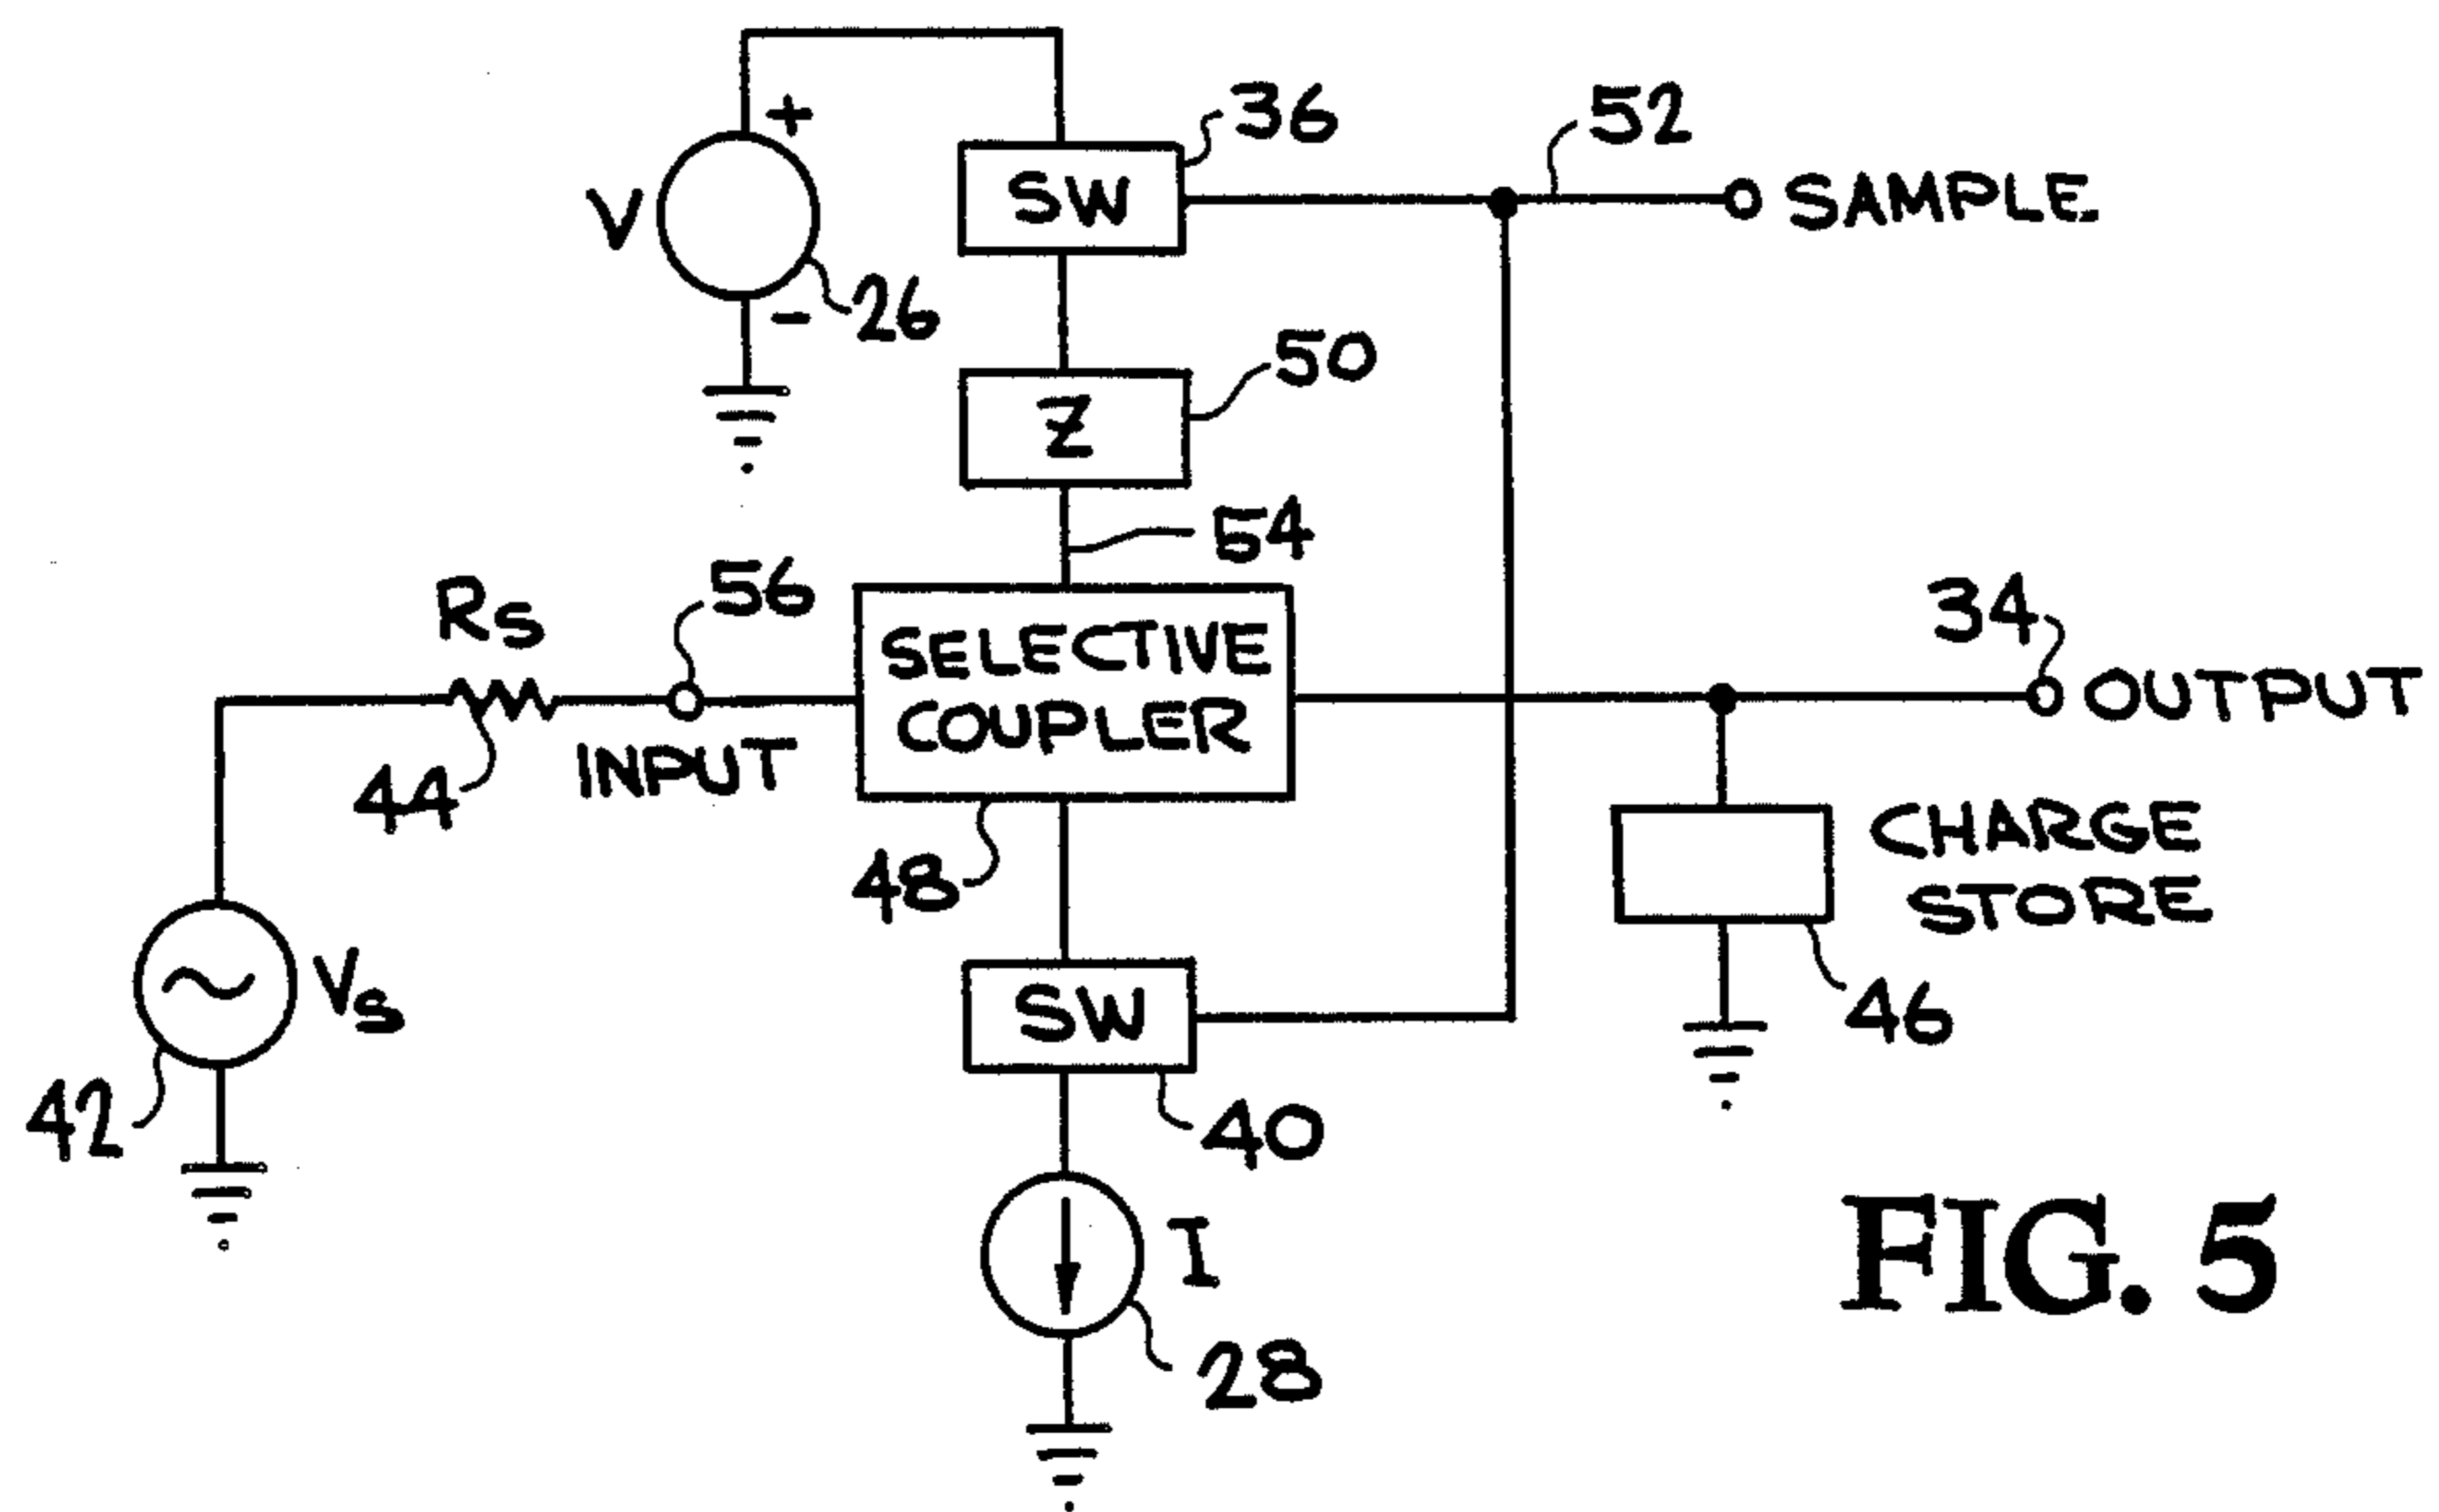 +
36
52
SW
SAMPLE
V
26
-
50
Z
54
56
Rs
34
SELECTIVE
COUPLER
OUTPUT
INPUT
44
CHARGE
STORE
48
SW
Vs
46
42
40
I
28
FIG. 5